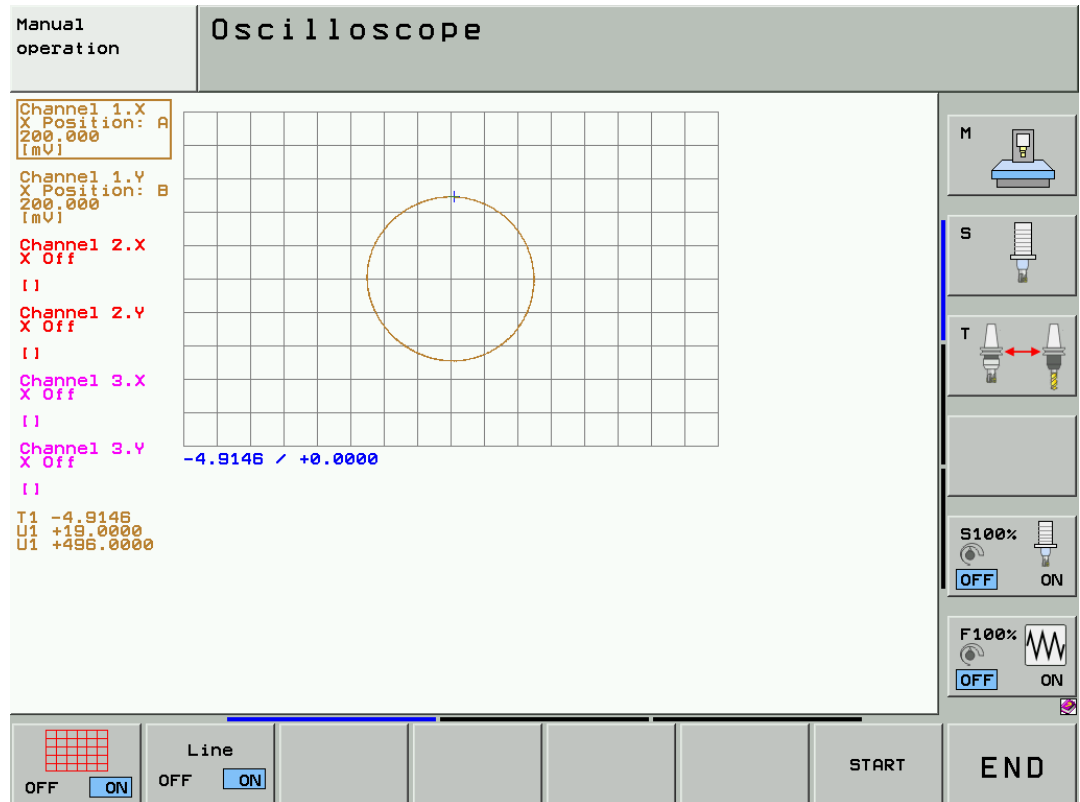 Manual
operation
Oscilloscope
Channel 1.X
X Position: A
200.000
[mV]
Channel 1.Y
X Position: B
200.000
[mV]
Channel 2.X
X Off
[]
Channel 2.Y
X Off
[]
Channel 3.X
X Off
[]
Channel 3.Y
X Off
[]
-4.9146 / +0.0000
T1 -4.9146
U1 +19.0000
U1 +496.0000
M
S
T
S100%
OFF ON
F100%
OFF ON
OFF ON
Line
OFF ON
START
END